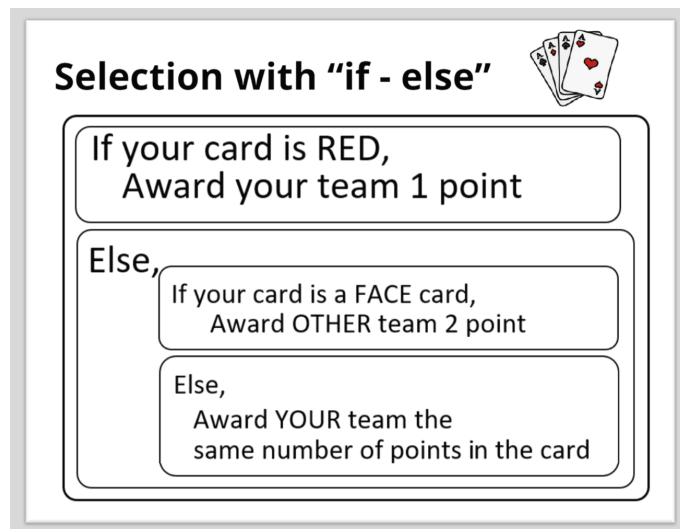 Selection with “if - else”
If your card is RED,
Award your team 1 point
Else,
If your card is a FACE card,
Award OTHER team 2 point
Else,
Award YOUR team the
same number of points in the card